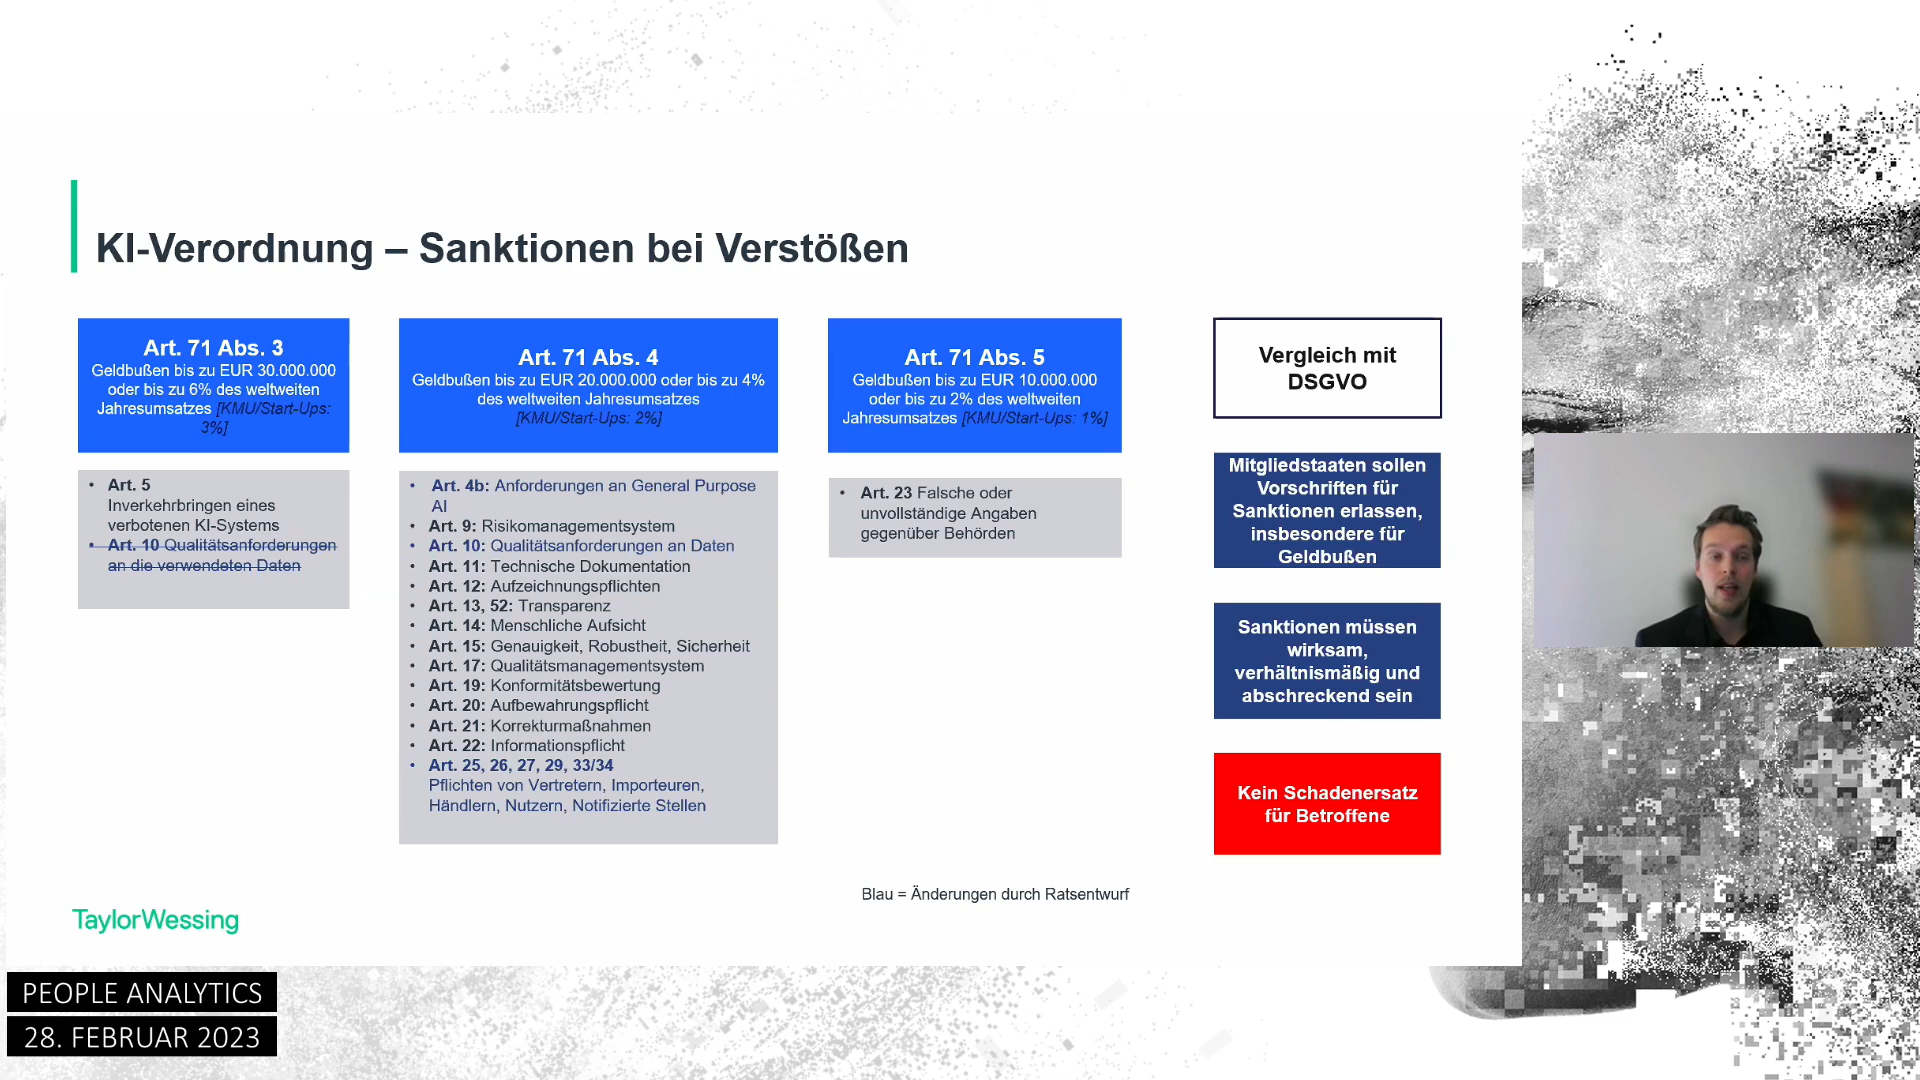 KI-Verordnung – Sanktionen bei Verstößen
Art. 71 Abs. 3
Geldbußen bis zu EUR 30.000.000
oder bis zu 6% des weltweiten
Jahresumsatzes [KMU/Start-Ups:
3%]
• Art. 5
Inverkehrbringen eines
verbotenen KI-Systems
• Art. 10 Qualitätsanforderungen
an die verwendeten Daten
Art. 71 Abs. 4
Geldbußen bis zu EUR 20.000.000 oder bis zu 4%
des weltweiten Jahresumsatzes
[KMU/Start-Ups: 2%]
• Art. 4b: Anforderungen an General Purpose
AI
• Art. 9: Risikomanagementsystem
• Art. 10: Qualitätsanforderungen an Daten
• Art. 11: Technische Dokumentation
• Art. 12: Aufzeichnungspflichten
• Art. 13, 52: Transparenz
• Art. 14: Menschliche Aufsicht
• Art. 15: Genauigkeit, Robustheit, Sicherheit
• Art. 17: Qualitätsmanagementsystem
• Art. 19: Konformitätsbewertung
• Art. 20: Aufbewahrungspflicht
• Art. 21: Korrekturmaßnahmen
• Art. 22: Informationspflicht
• Art. 25, 26, 27, 29, 33/34
Pflichten von Vertretern, Importeuren,
Händlern, Nutzern, Notifizierte Stellen
Art. 71 Abs. 5
Geldbußen bis zu EUR 10.000.000
oder bis zu 2% des weltweiten
Jahresumsatzes [KMU/Start-Ups: 1%]
• Art. 23 Falsche oder
unvollständige Angaben
gegenüber Behörden
Vergleich mit
DSGVO
Mitgliedstaaten sollen
Vorschriften für
Sanktionen erlassen,
insbesondere für
Geldbußen
Sanktionen müssen
wirksam,
verhältnismäßig und
abschreckend sein
Kein Schadenersatz
für Betroffene
Blau = Änderungen durch Ratsentwurf
TaylorWessing
PEOPLE ANALYTICS
28. FEBRUAR 2023